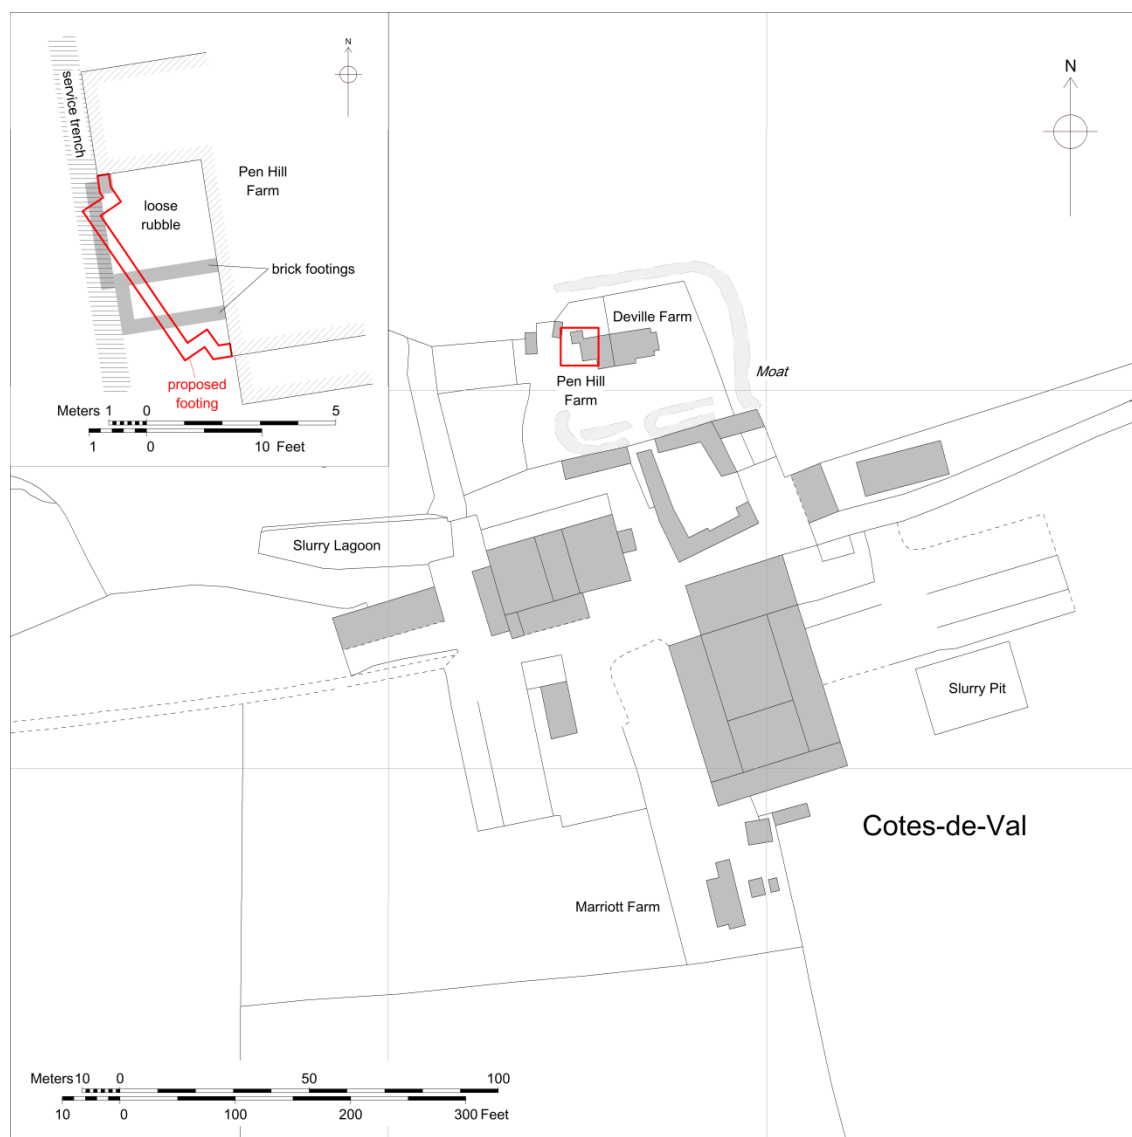 N
service trench
Pen Hill
Farm
loose
rubble
brick footings
proposed
footing
Meters 1 0 5
1 0 10 Feet
N
Deville Farm
Moat
Pen Hill
Farm
Slurry Lagoon
Slurry Pit
Cotes-de-Val
Marriott Farm
Meters 10 0 50 100
10 0 100 200 300 Feet